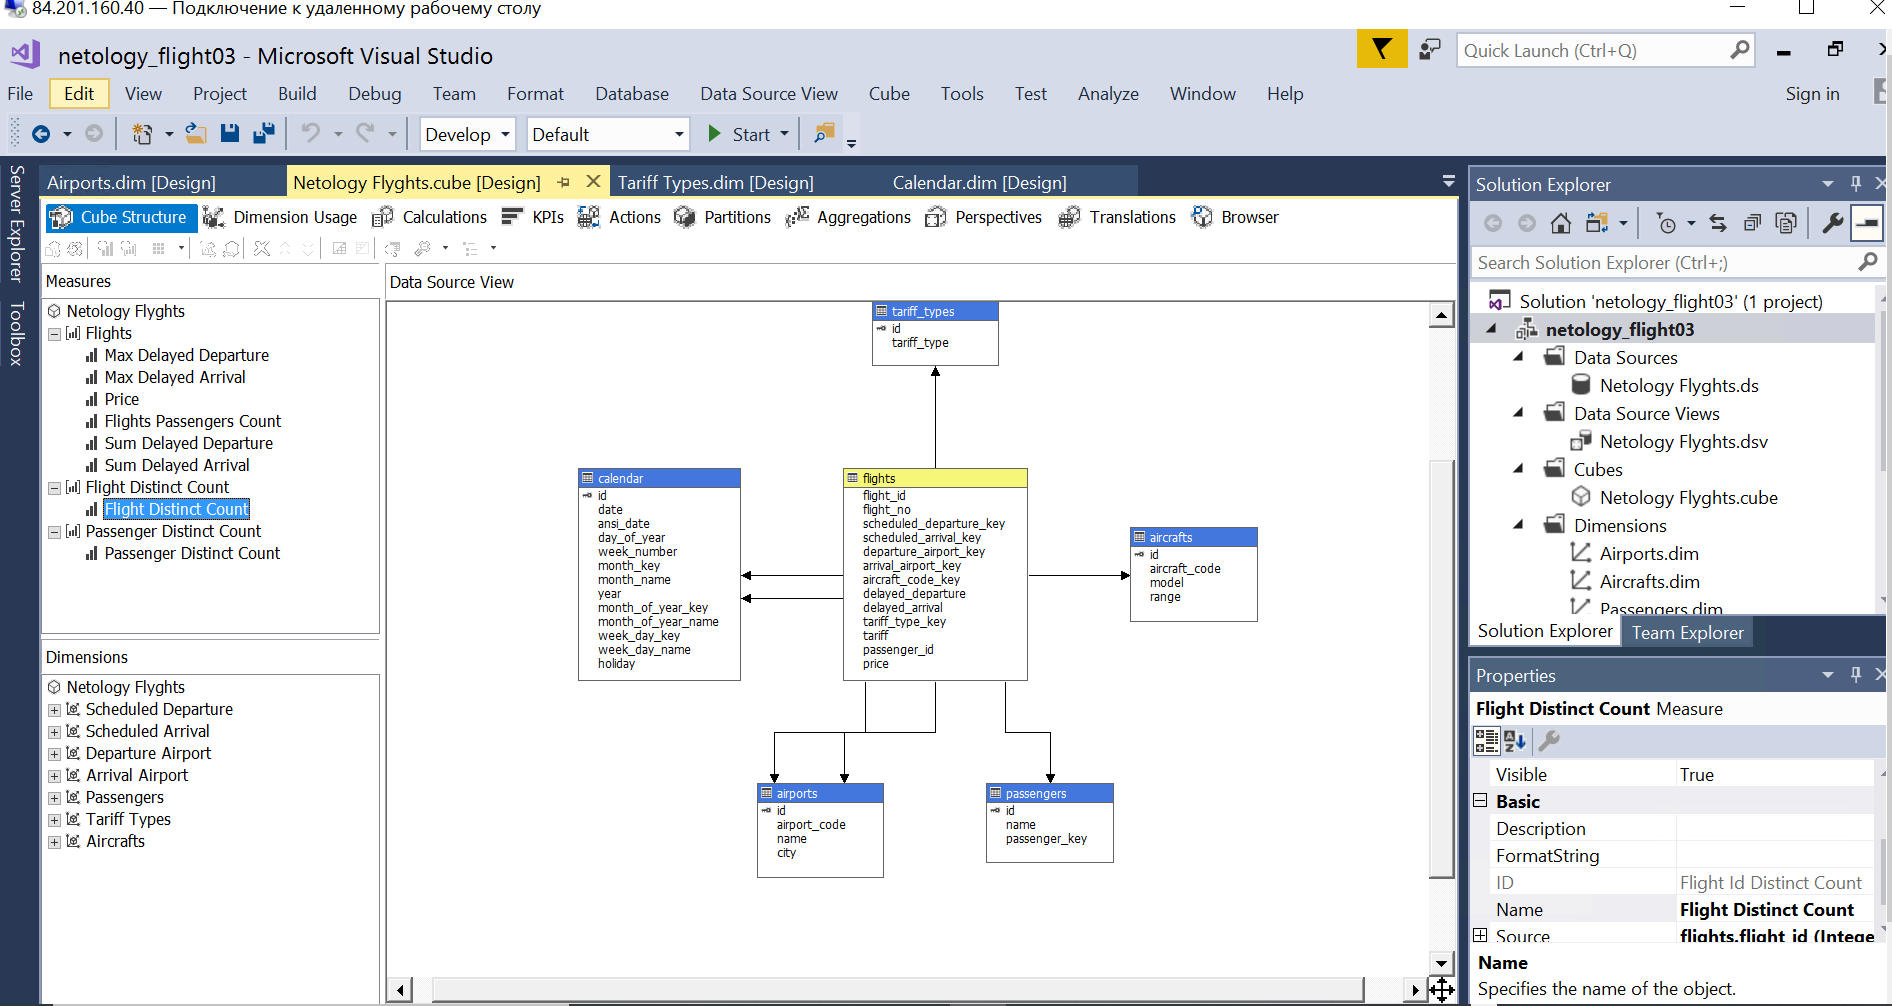 84.201.160.40 — Подключение к удаленному рабочему столу
netology_flight03 - Microsoft Visual Studio
Quick Launch (Ctrl+Q)
File Edit View Project Build Debug Team Format Database Data Source View Cube Tools Test Analyze Window Help
Sign in
Develop Default Start
Server Explorer
Toolbox
Airports.dim [Design] Netology Flyghts.cube [Design] Tariff Types.dim [Design] Calendar.dim [Design]
Cube Structure Dimension Usage Calculations KPIs Actions Partitions Aggregations Perspectives Translations Browser
Measures
Netology Flyghts
Flights
Max Delayed Departure
Max Delayed Arrival
Price
Flights Passengers Count
Sum Delayed Departure
Sum Delayed Arrival
Flight Distinct Count
Flight Distinct Count
Passenger Distinct Count
Passenger Distinct Count
Dimensions
Netology Flyghts
Scheduled Departure
Scheduled Arrival
Departure Airport
Arrival Airport
Passengers
Tariff Types
Aircrafts
Data Source View
tariff_types
id
tariff_type
calendar
id
date
ansi_date
day_of_year
week_number
month_key
month_name
year
month_of_year_key
month_of_year_name
week_day_key
week_day_name
holiday
flights
flight_id
flight_no
scheduled_departure_key
scheduled_arrival_key
departure_airport_key
arrival_airport_key
aircraft_code_key
delayed_departure
delayed_arrival
tariff_type_key
tariff
passenger_id
price
aircrafts
id
aircraft_code
model
range
airports
id
airport_code
name
city
passengers
id
name
passenger_key
Solution Explorer
Search Solution Explorer (Ctrl+;)
Solution 'netology_flight03' (1 project)
netology_flight03
Data Sources
Netology Flyghts.ds
Data Source Views
Netology Flyghts.dsv
Cubes
Netology Flyghts.cube
Dimensions
Airports.dim
Aircrafts.dim
Passengers.dim
Solution Explorer Team Explorer
Properties
Flight Distinct Count Measure
Visible True
Basic
Description
FormatString
ID Flight Id Distinct Count
Name Flight Distinct Count
Source flights.flight_id (Intege
Name
Specifies the name of the object.